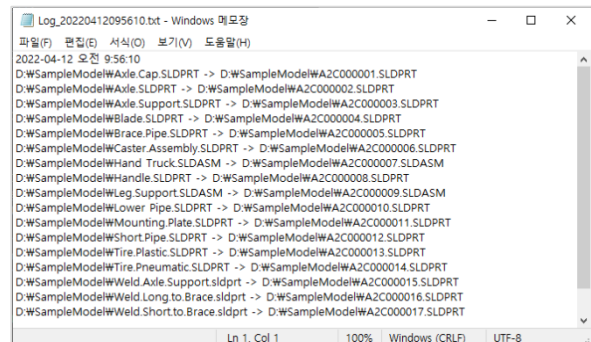 Log_20220412095610.txt - Windows 메모장
파일(F) 편집(E) 서식(O) 보기(V) 도움말(H)
2022-04-12 오전 9:56:10
D:₩SampleModel₩Axle.Cap.SLDPRT -> D:₩SampleModel₩A2C000001.SLDPRT
D:₩SampleModel₩Axle.SLDPRT -> D:₩SampleModel₩A2C000002.SLDPRT
D:₩SampleModel₩Axle.Support.SLDPRT -> D:₩SampleModel₩A2C000003.SLDPRT
D:₩SampleModel₩Blade.SLDPRT -> D:₩SampleModel₩A2C000004.SLDPRT
D:₩SampleModel₩Brace.Pipe.SLDPRT -> D:₩SampleModel₩A2C000005.SLDPRT
D:₩SampleModel₩Caster.Assembly.SLDPRT -> D:₩SampleModel₩A2C000006.SLDPRT
D:₩SampleModel₩Hand Truck.SLDASM -> D:₩SampleModel₩A2C000007.SLDASM
D:₩SampleModel₩Handle.SLDPRT -> D:₩SampleModel₩A2C000008.SLDPRT
D:₩SampleModel₩Leg.Support.SLDASM -> D:₩SampleModel₩A2C000009.SLDASM
D:₩SampleModel₩Lower Pipe.SLDPRT -> D:₩SampleModel₩A2C000010.SLDPRT
D:₩SampleModel₩Mounting.Plate.SLDPRT -> D:₩SampleModel₩A2C000011.SLDPRT
D:₩SampleModel₩Short.Pipe.SLDPRT -> D:₩SampleModel₩A2C000012.SLDPRT
D:₩SampleModel₩Tire.Plastic.SLDPRT -> D:₩SampleModel₩A2C000013.SLDPRT
D:₩SampleModel₩Tire.Pneumatic.SLDPRT -> D:₩SampleModel₩A2C000014.SLDPRT
D:₩SampleModel₩Weld.Axle.Support.sldprt -> D:₩SampleModel₩A2C000015.SLDPRT
D:₩SampleModel₩Weld.Long.to.Brace.sldprt -> D:₩SampleModel₩A2C000016.SLDPRT
D:₩SampleModel₩Weld.Short.to.Brace.sldprt -> D:₩SampleModel₩A2C000017.SLDPRT
Ln 1, Col 1 100% Windows (CRLF) UTF-8